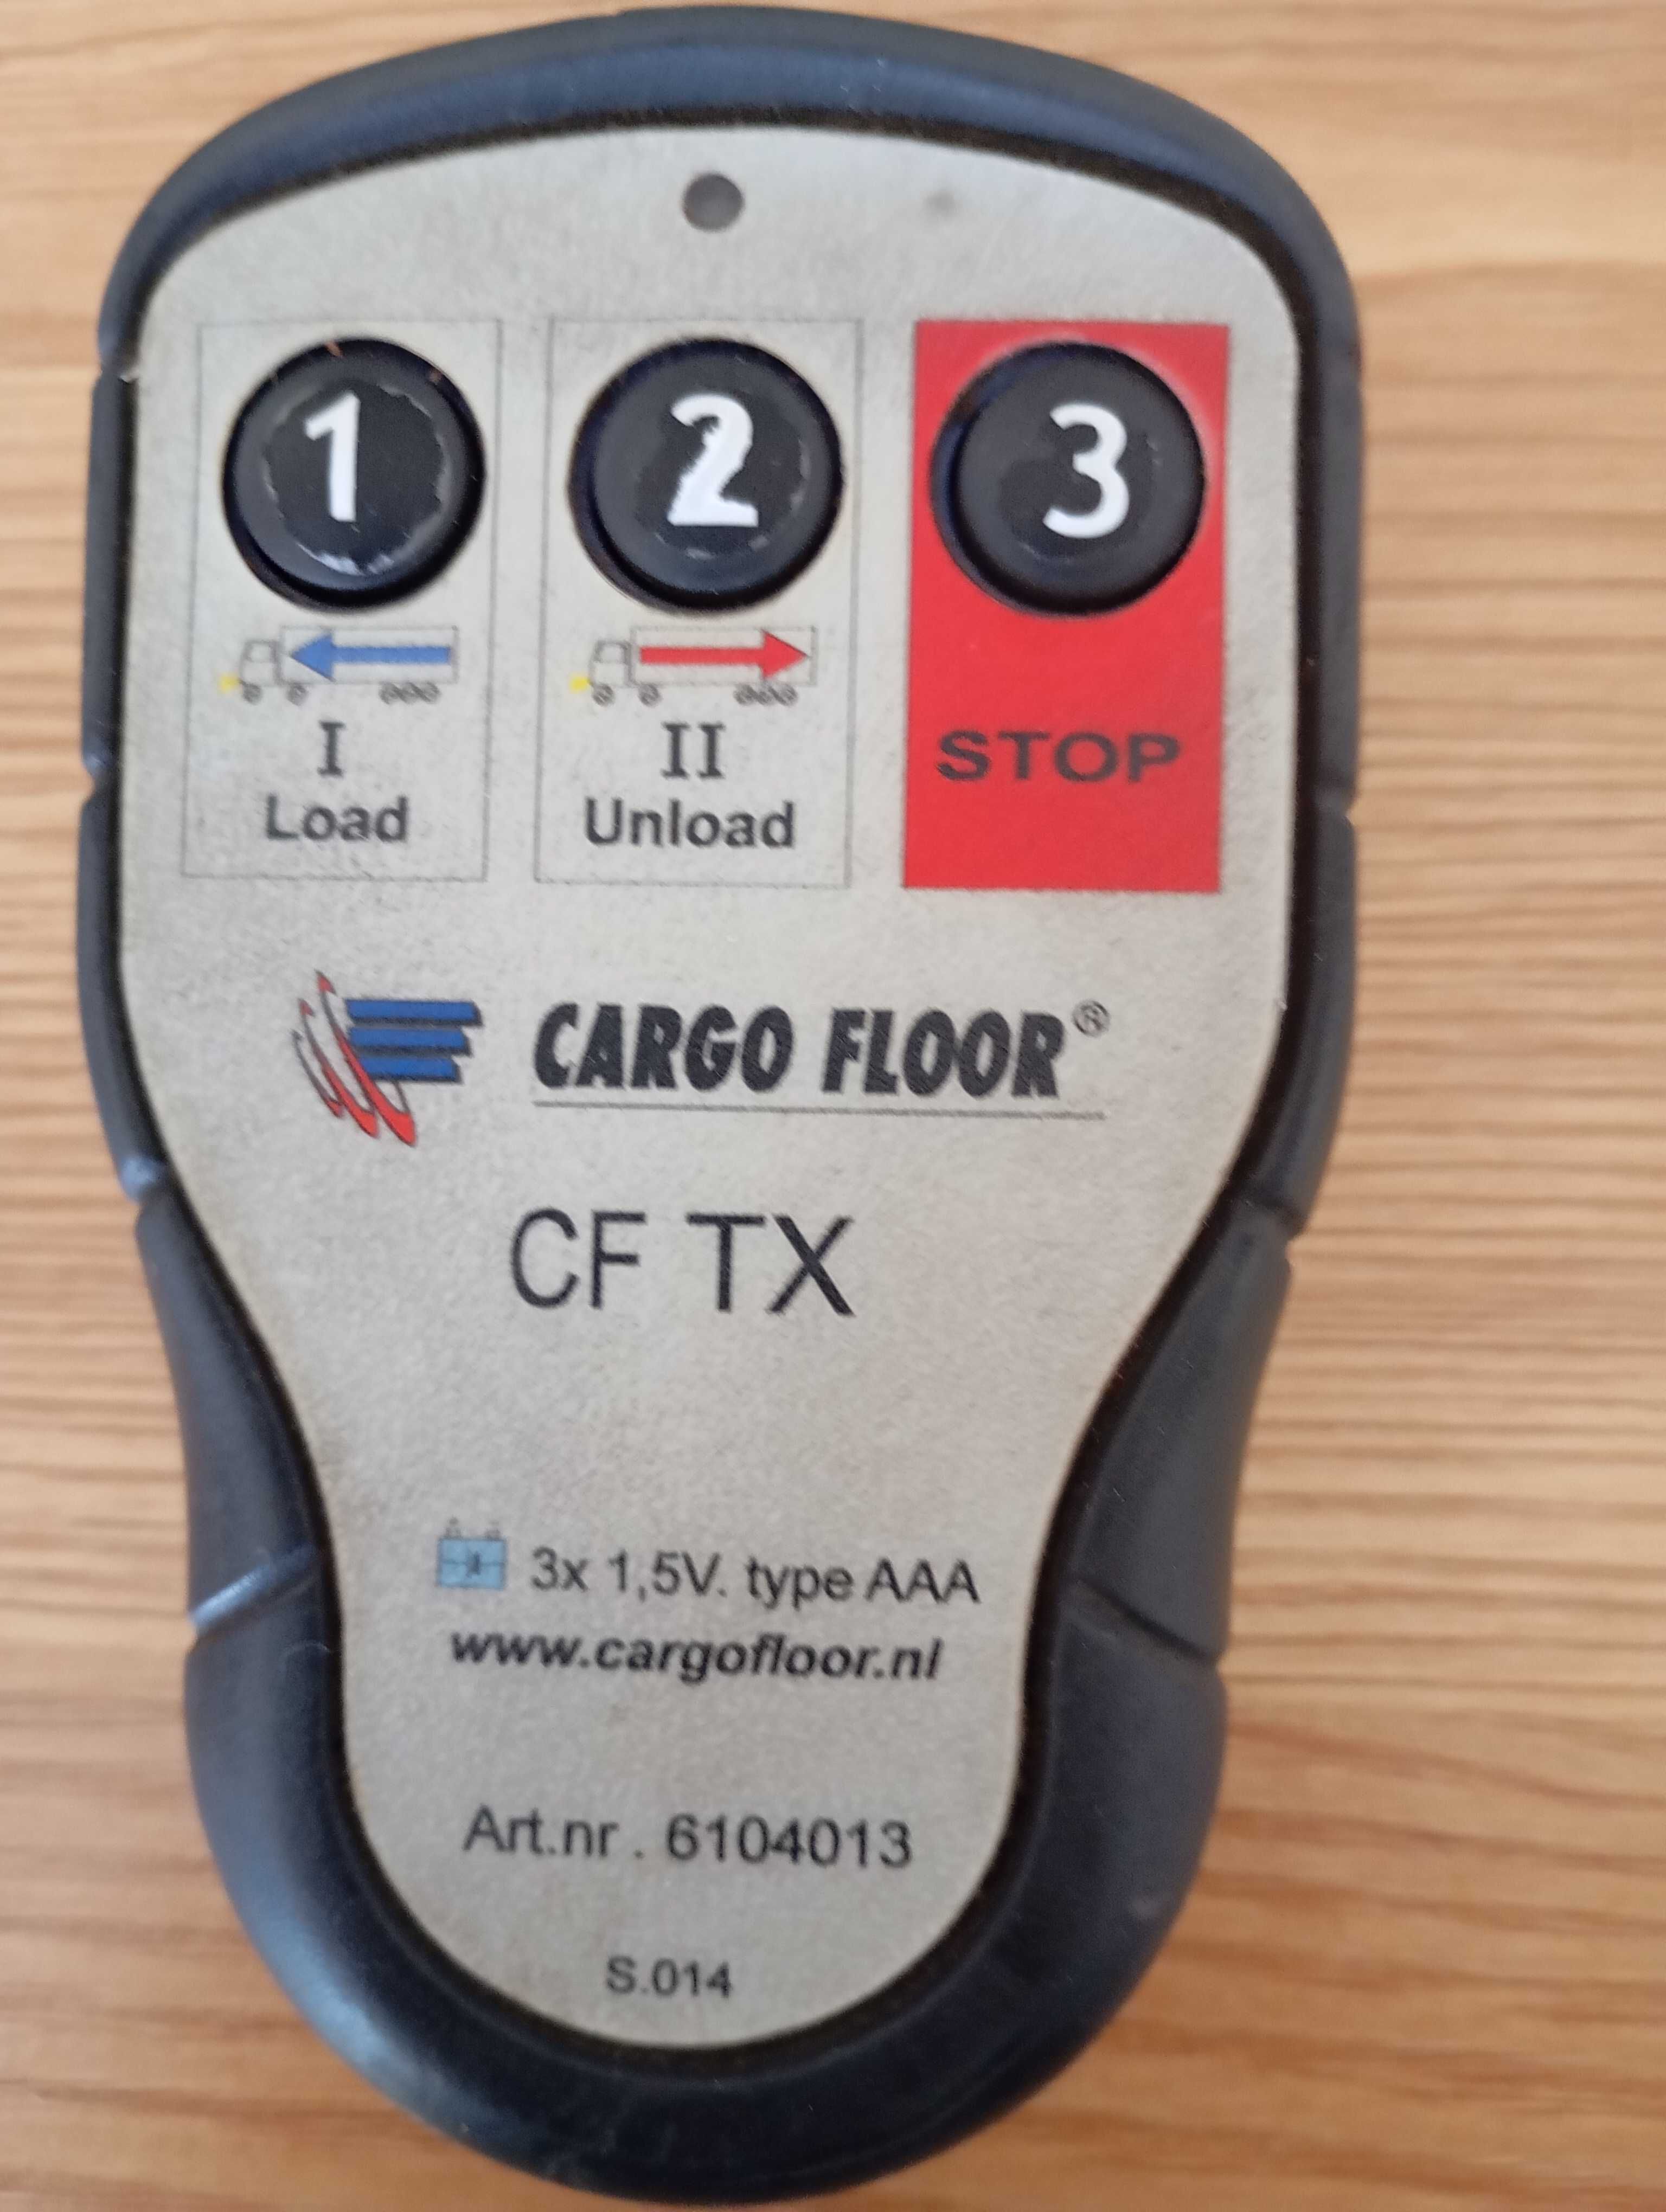 1 2 3
I II STOP
Load Unload
CARGO FLOOR®
CF TX
3x 1,5V. type AAA
www.cargofloor.nl
Art.nr . 6104013
S.014